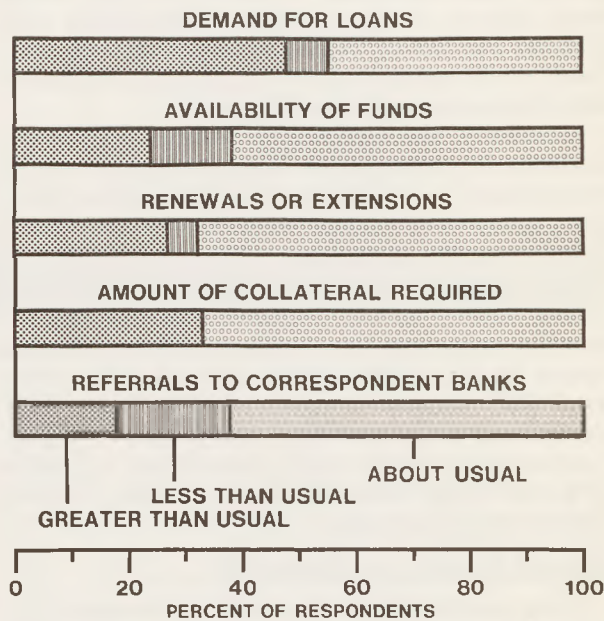 DEMAND FOR LOANS
AVAILABILITY OF FUNDS
RENEWALS OR EXTENSIONS
AMOUNT OF COLLATERAL REQUIRED
REFERRALS TO CORRESPONDENT BANKS
ABOUT USUAL
LESS THAN USUAL
GREATER THAN USUAL
0 20 40 60 80 100
PERCENT OF RESPONDENTS